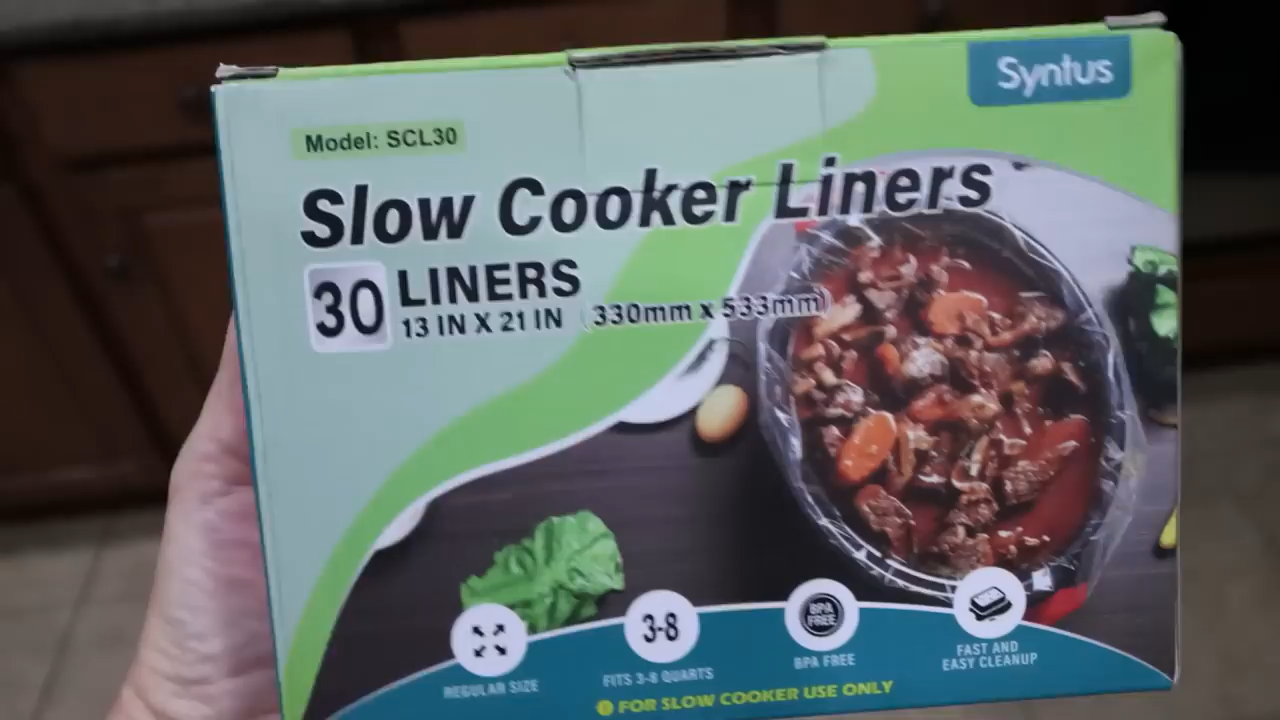 Syntus
Model: SCL30
Slow Cooker Liners
30 LINERS
13 IN X 21 IN (330mm x 533mm)
3-8
BPA FREE
REGULAR SIZE
FITS 3-8 QUARTS
BPA FREE
FAST AND
EASY CLEANUP
! FOR SLOW COOKER USE ONLY